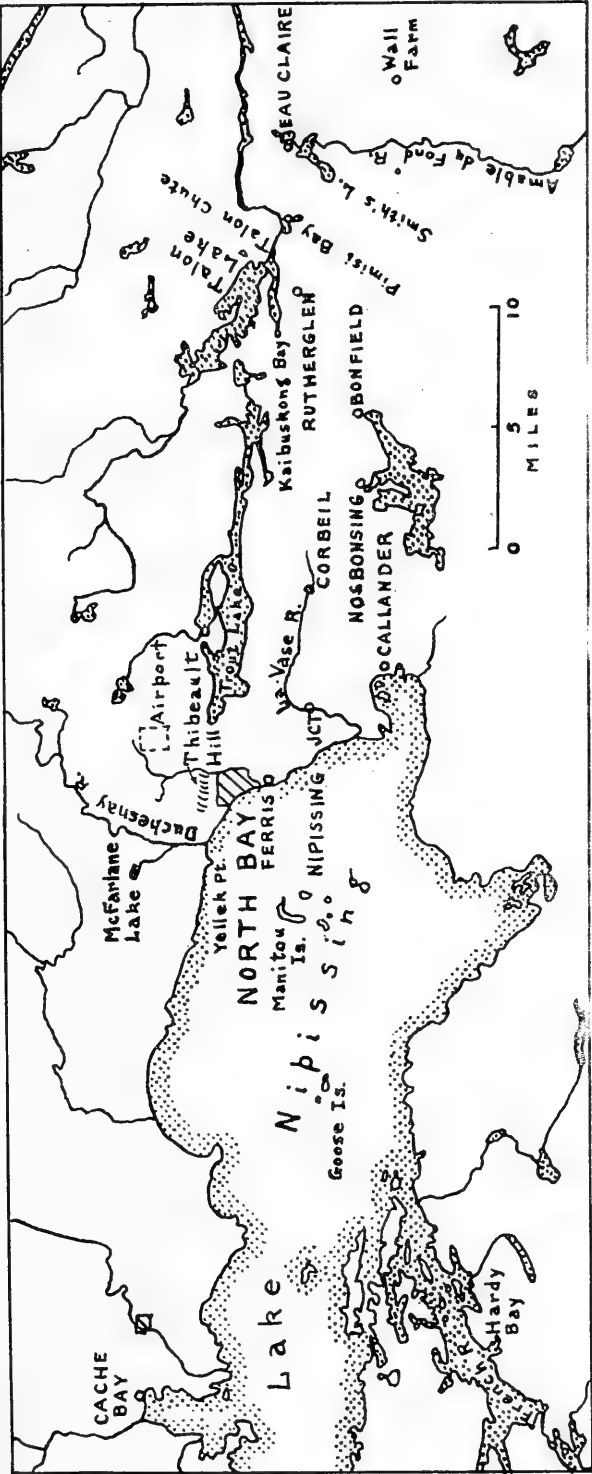 CACHE
BAY
Lake
French R.
Hardy
Bay
Goose Is.
Nipissing
Manitou
Is.
NORTH BAY
Yellek Pt.
McFarlane
Lake
Duchesnay R.
FERRIS
NIPISSING
JCT
Airport
Thibeault
Hill
Trout Lake
La Vase R.
CORBEIL
CALLANDER
NOSBONSING
BONFIELD
Kaibuskong Bay
RUTHERGLEN
Talon
Lake
Talon Chute
Pimisi Bay
Smith's L.
EAU CLAIRE
Amable du Fond R.
Wall
Farm
0 5 10
MILES